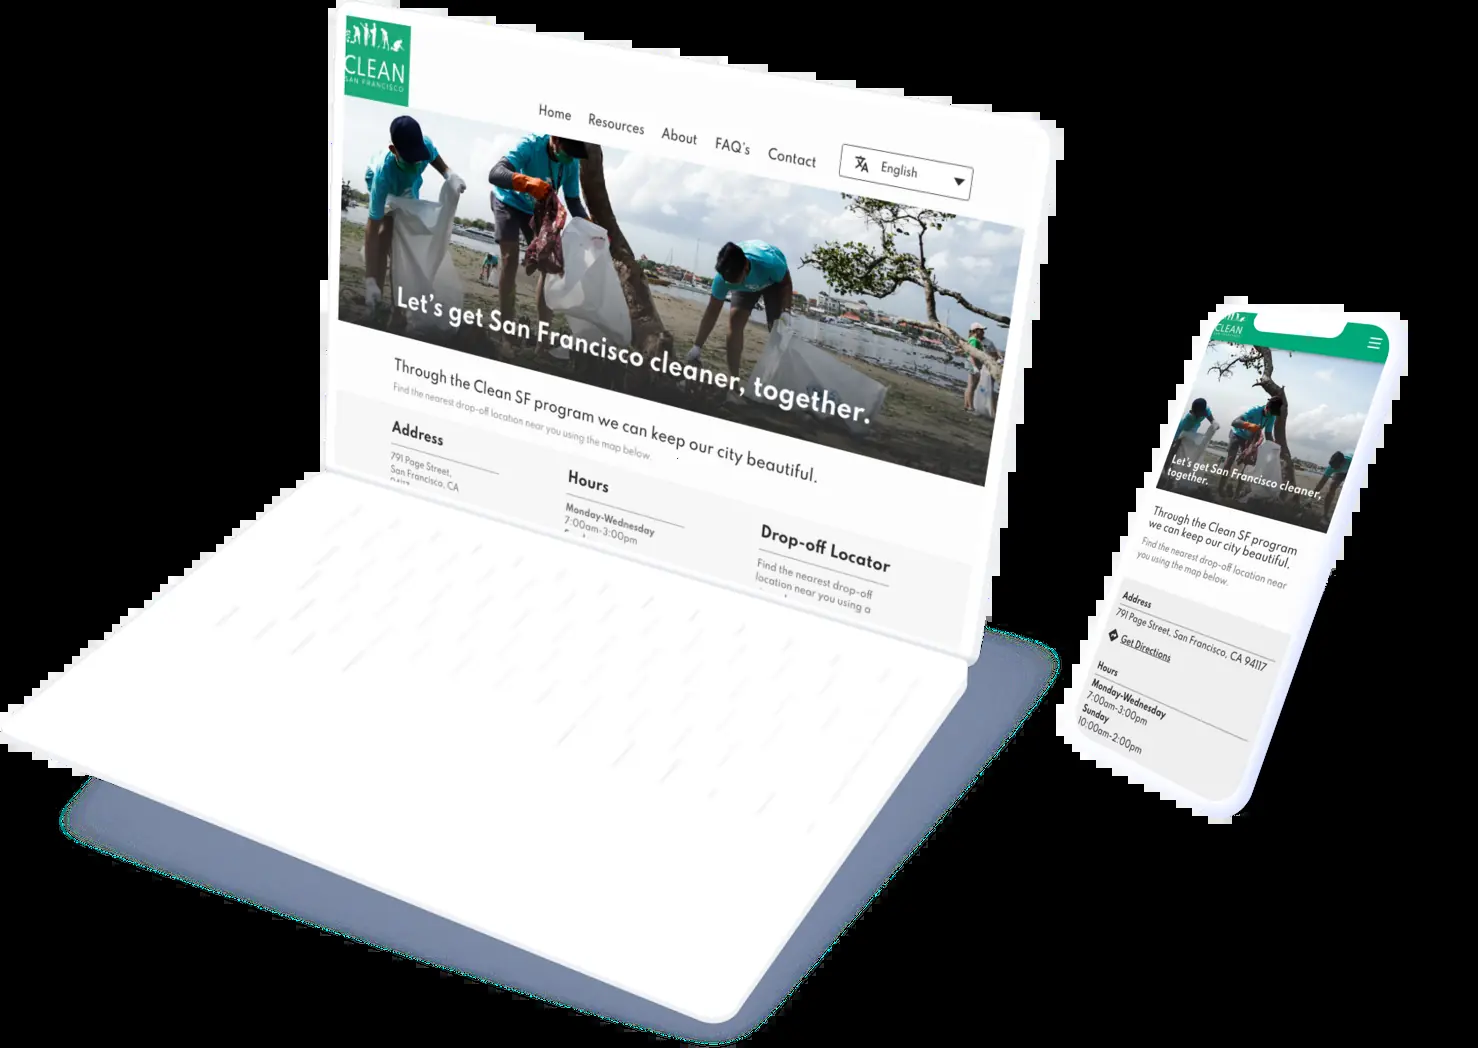 CLEAN
SAN FRANCISCO
Home
Resources
About
FAQ's
Contact
English
Let's get San Francisco cleaner, together.
Through the Clean SF program we can keep our city beautiful.
Find the nearest drop-off location near you using the map below.
Address
791 Page Street,
San Francisco, CA
Hours
Monday-Wednesday
7:00am-3:00pm
Drop-off Locator
Find the nearest drop-off
location near you using a
CLEAN
SAN FRANCISCO
Let's get San Francisco cleaner,
together.
Through the Clean SF program
we can keep our city beautiful.
Find the nearest drop-off location near
you using the map below.
Address
791 Page Street, San Francisco, CA 94117
Get Directions
Hours
Monday-Wednesday
7:00am-3:00pm
Sunday
10:00am-2:00pm